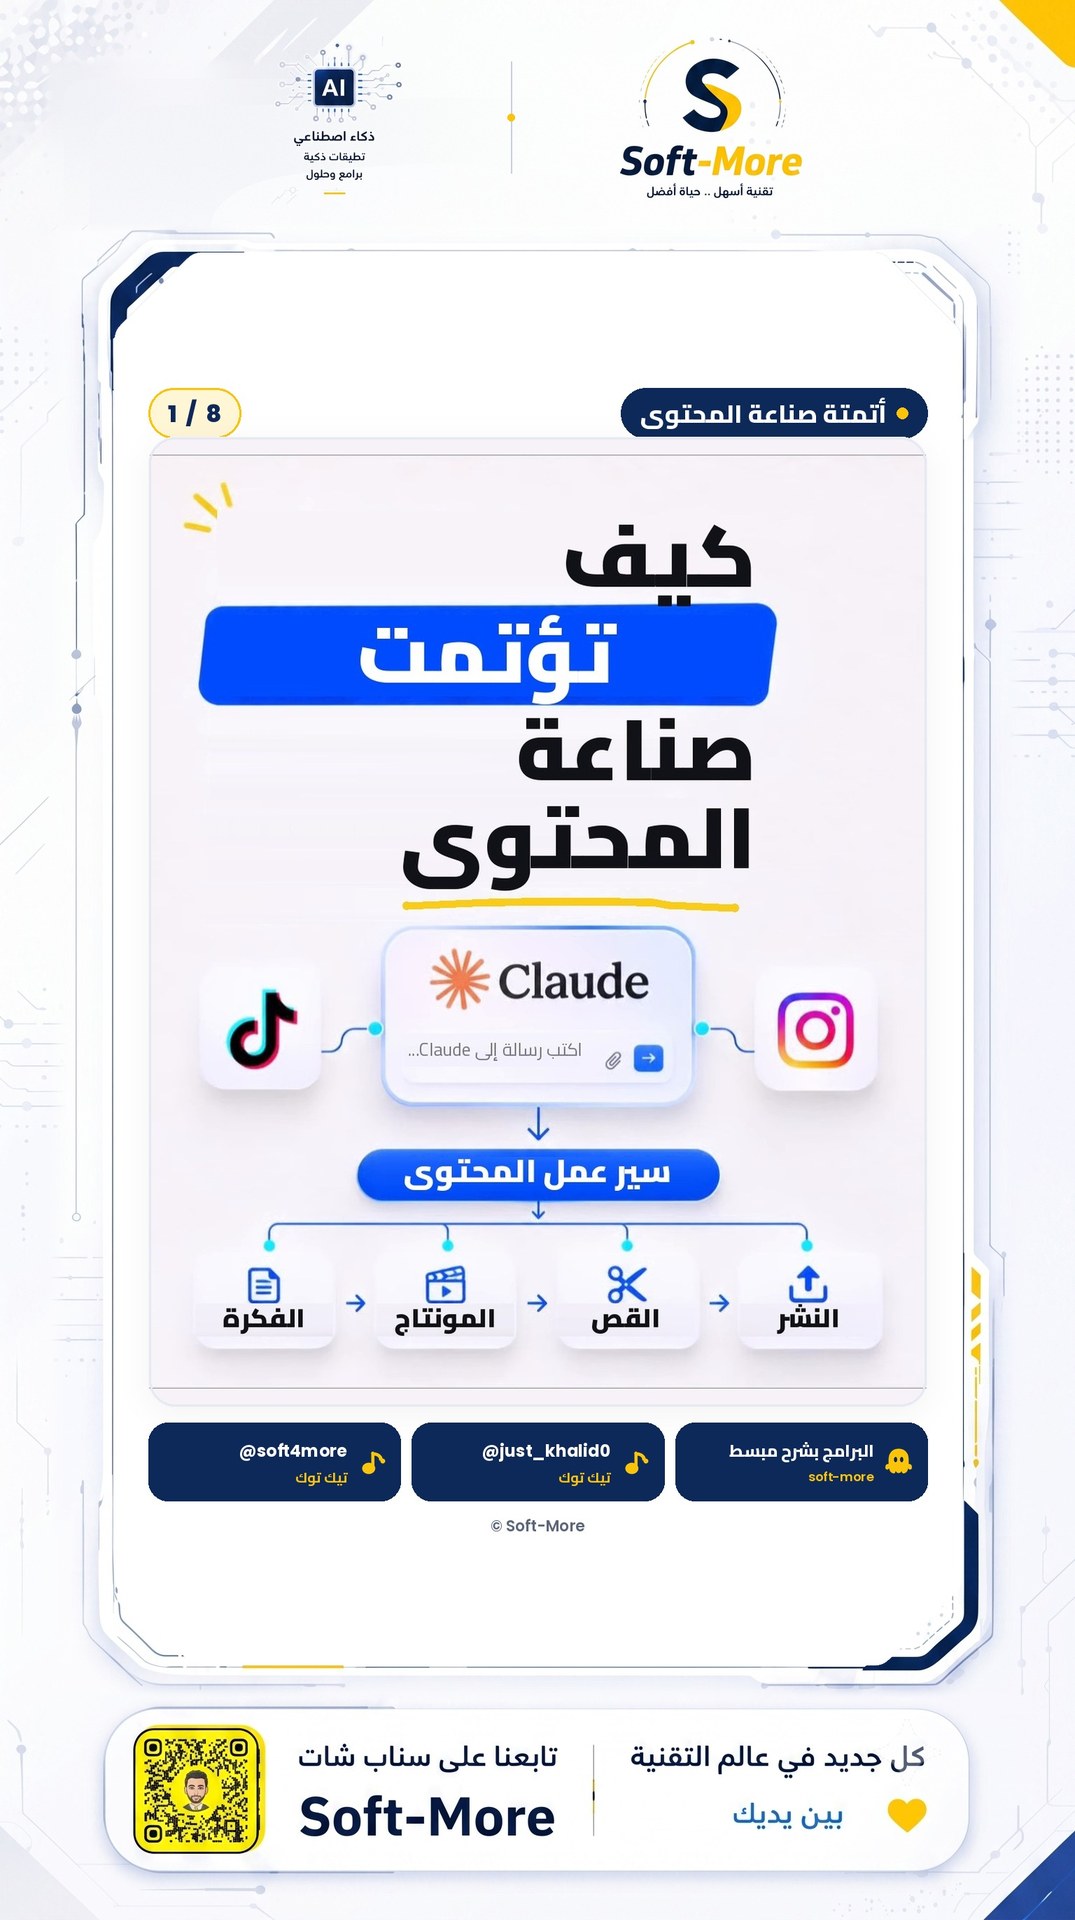 Soft-More
تقنية أسهل .. حياة أفضل
AI
ذكاء اصطناعي
تطبيقات ذكية
برامج وحلول
أتمتة صناعة المحتوى
1 / 8
كيف
تؤتمت
صناعة
المحتوى
Claude
اكتب رسالة إلى Claude...
سير عمل المحتوى
النشر
القص
المونتاج
الفكرة
البرامج بشرح مبسط
soft-more
@just_khalid0
تيك توك
@soft4more
تيك توك
© Soft-More
كل جديد في عالم التقنية
بين يديك
تابعنا على سناب شات
Soft-More